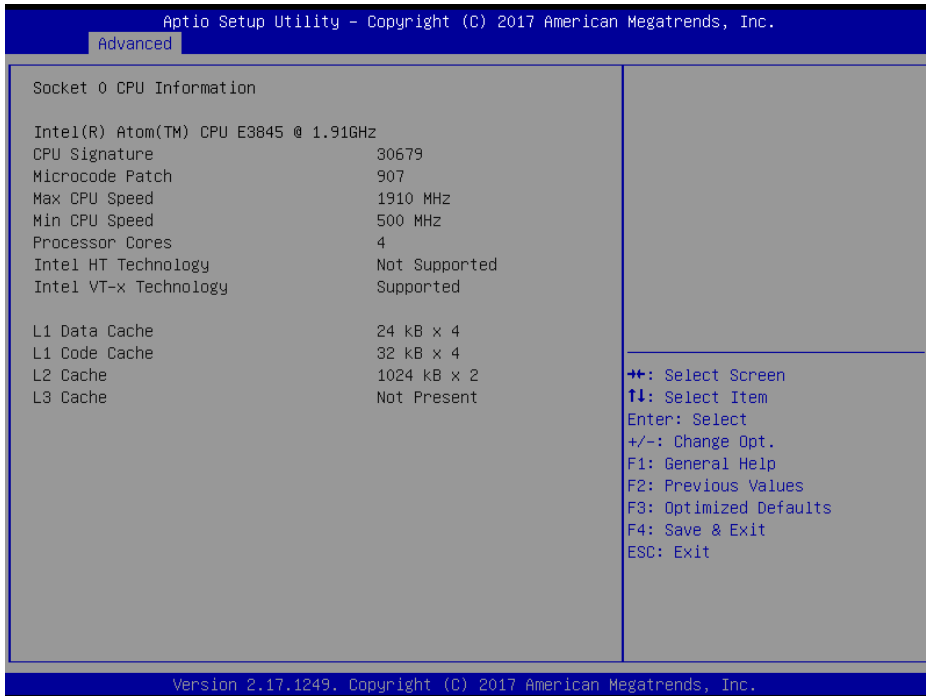 Aptio Setup Utility – Copyright (C) 2017 American Megatrends, Inc.
Advanced
Socket 0 CPU Information
Intel(R) Atom(TM) CPU E3845 @ 1.91GHz
CPU Signature 30679
Microcode Patch 907
Max CPU Speed 1910 MHz
Min CPU Speed 500 MHz
Processor Cores 4
Intel HT Technology Not Supported
Intel VT-x Technology Supported
L1 Data Cache 24 kB x 4
L1 Code Cache 32 kB x 4
L2 Cache 1024 kB x 2
L3 Cache Not Present
→←: Select Screen
↑↓: Select Item
Enter: Select
+/-: Change Opt.
F1: General Help
F2: Previous Values
F3: Optimized Defaults
F4: Save & Exit
ESC: Exit
Version 2.17.1249. Copyright (C) 2017 American Megatrends, Inc.